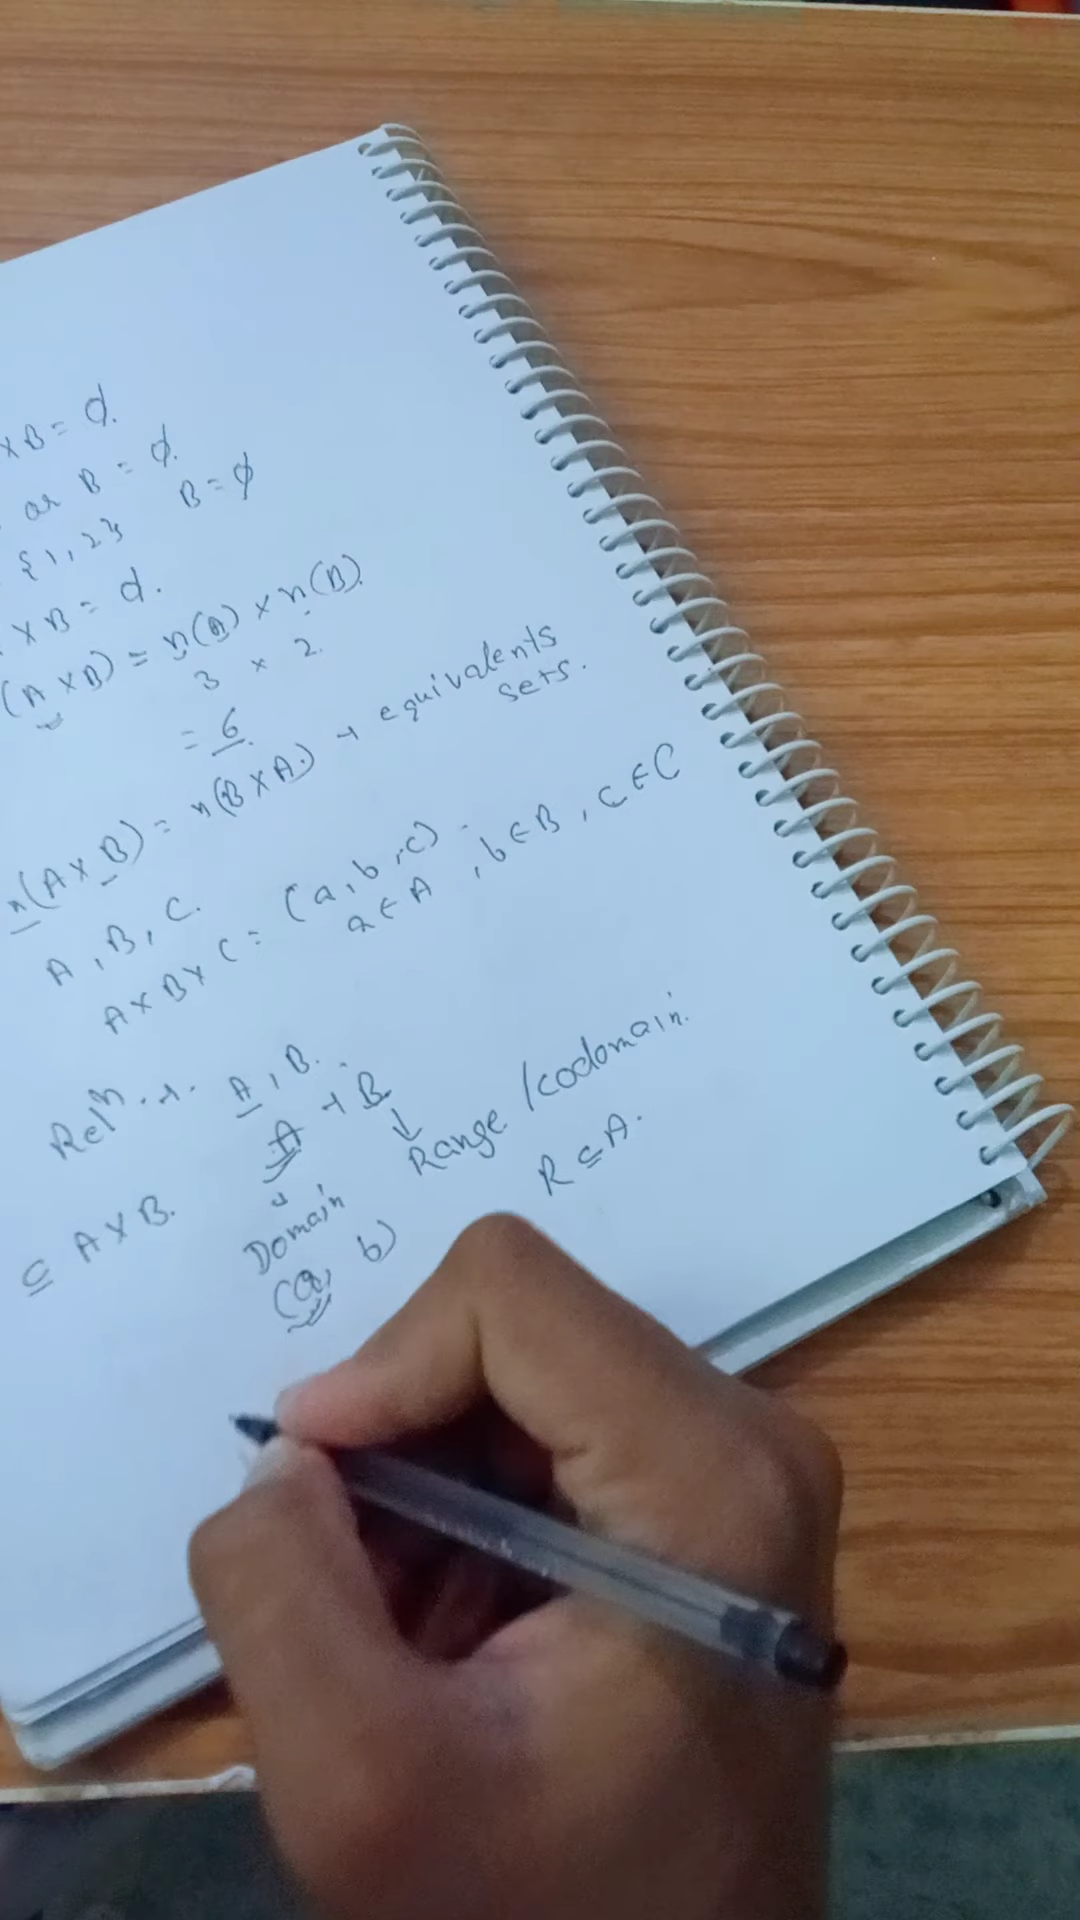 × B = ϕ.
or B = ϕ.
{1, 2} B = ϕ
× B = ϕ.
(A × B) = n(A) × n(B).
3 × 2.
= 6.
n(A × B) = n(B × A.) → equivalents sets.
A, B, C.
A × B × C = (a, b, c).
a ∈ A, b ∈ B, c ∈ C
Relⁿ. →. A, B.
A → B.
↓ ↓
Domain Range / codomain.
⊆ A × B. (a, b) R ⊆ A.